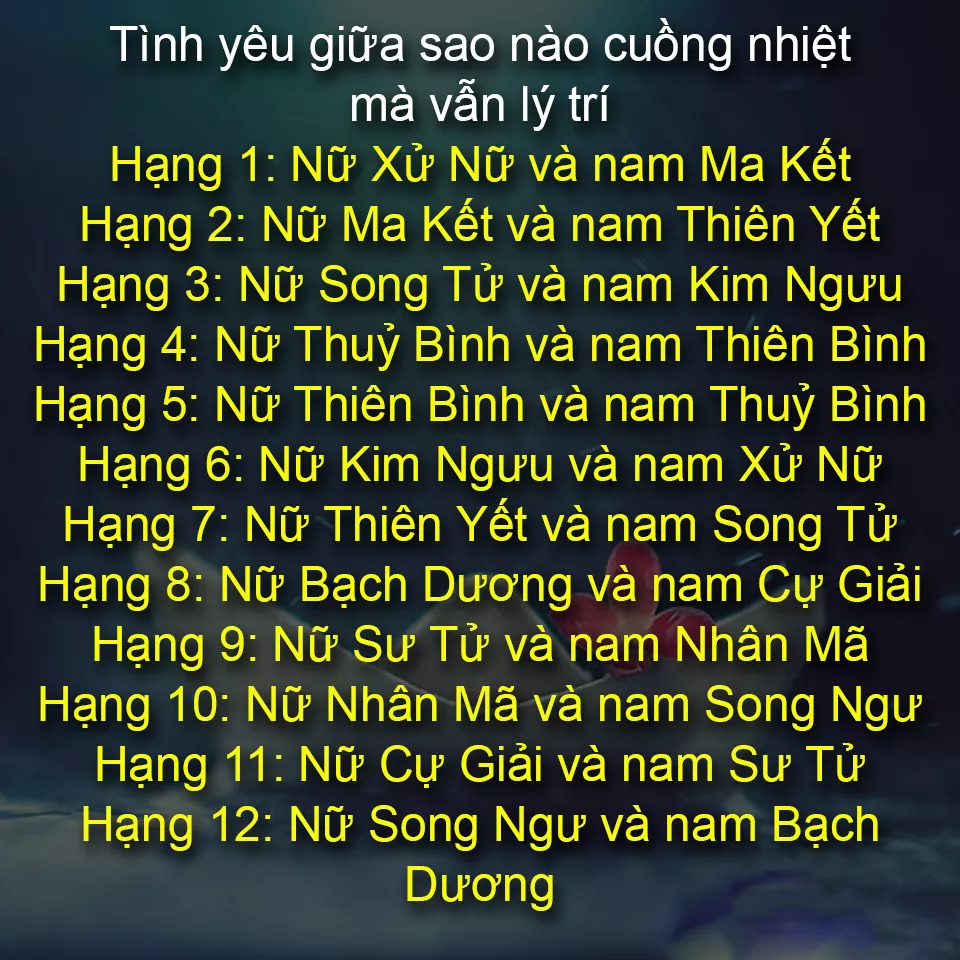 Tình yêu giữa sao nào cuồng nhiệt
mà vẫn lý trí
Hạng 1: Nữ Xử Nữ và nam Ma Kết
Hạng 2: Nữ Ma Kết và nam Thiên Yết
Hạng 3: Nữ Song Tử và nam Kim Ngưu
Hạng 4: Nữ Thuỷ Bình và nam Thiên Bình
Hạng 5: Nữ Thiên Bình và nam Thuỷ Bình
Hạng 6: Nữ Kim Ngưu và nam Xử Nữ
Hạng 7: Nữ Thiên Yết và nam Song Tử
Hạng 8: Nữ Bạch Dương và nam Cự Giải
Hạng 9: Nữ Sư Tử và nam Nhân Mã
Hạng 10: Nữ Nhân Mã và nam Song Ngư
Hạng 11: Nữ Cự Giải và nam Sư Tử
Hạng 12: Nữ Song Ngư và nam Bạch
Dương